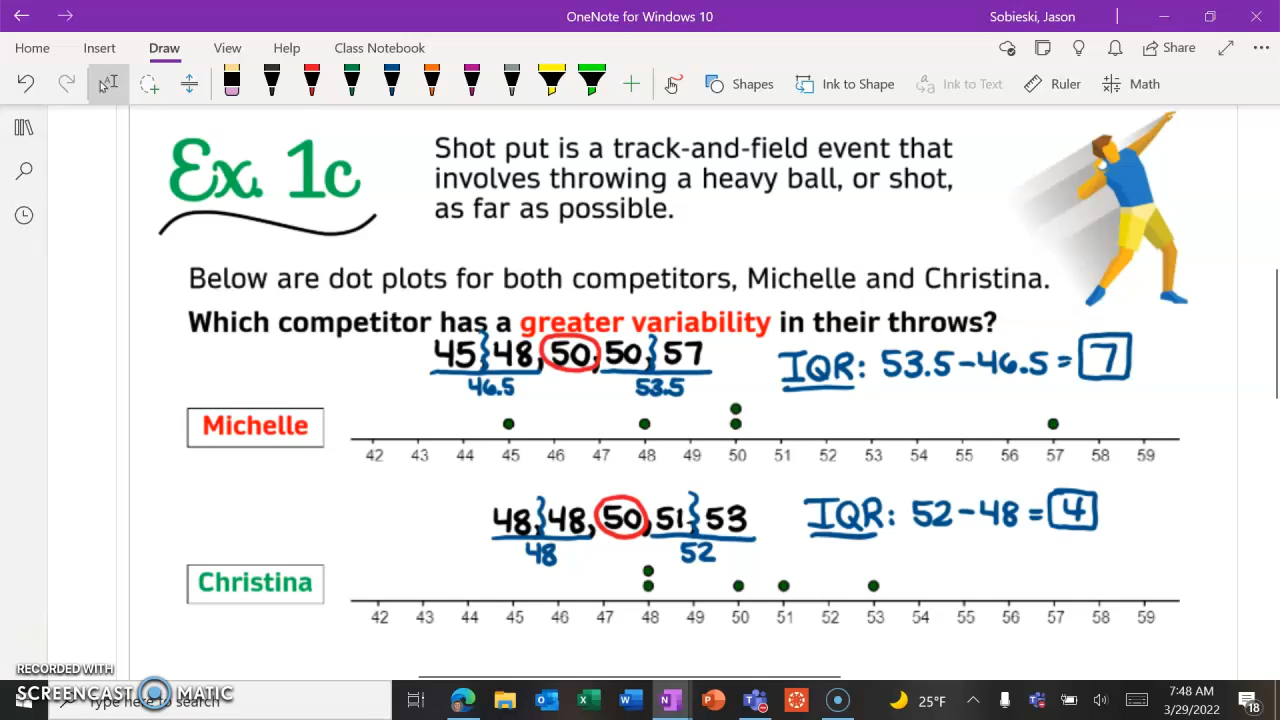 OneNote for Windows 10
Sobieski, Jason
Home Insert Draw View Help Class Notebook Share
Shapes Ink to Shape Ink to Text Ruler Math
Ex. 1c
Shot put is a track-and-field event that
involves throwing a heavy ball, or shot,
as far as possible.
Below are dot plots for both competitors, Michelle and Christina.
Which competitor has a greater variability in their throws?
45 48, 50, 50, 57
46.5 53.5
IQR: 53.5-46.5 = 7
Michelle
42 43 44 45 46 47 48 49 50 51 52 53 54 55 56 57 58 59
48, 48, 50, 51 53
48 52
IQR: 52-48 = 4
Christina
42 43 44 45 46 47 48 49 50 51 52 53 54 55 56 57 58 59
RECORDED WITH
SCREENCAST MATIC
Type here to search
25°F
7:48 AM
3/29/2022
18